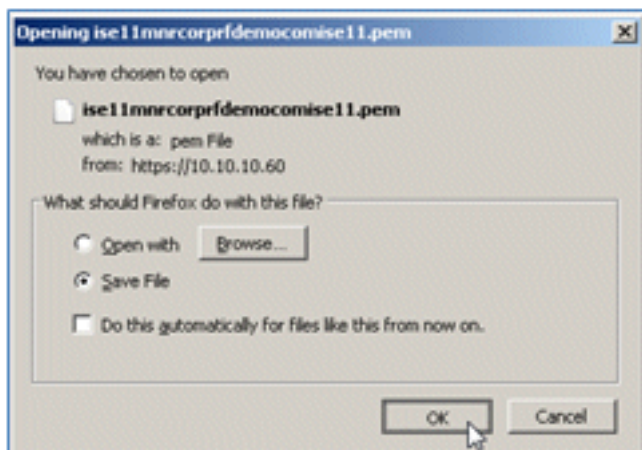 Opening ise11mnrcorprfdemocomise11.pem
You have chosen to open
ise11mnrcorprfdemocomise11.pem
which is a: pem File
from: https://10.10.10.60
What should Firefox do with this file?
Open with Browse...
Save File
Do this automatically for files like this from now on.
OK Cancel